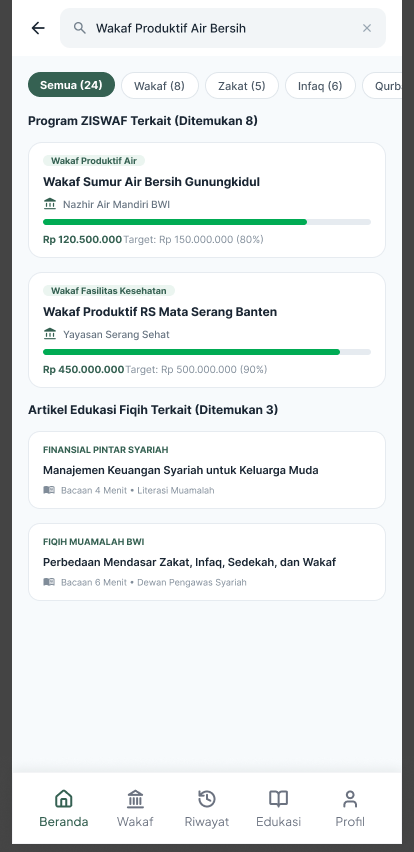 Wakaf Produktif Air Bersih
Semua (24) Wakaf (8) Zakat (5) Infaq (6) Qurb
Program ZISWAF Terkait (Ditemukan 8)
Wakaf Produktif Air
Wakaf Sumur Air Bersih Gunungkidul
Nazhir Air Mandiri BWI
Rp 120.500.000 Target: Rp 150.000.000 (80%)
Wakaf Fasilitas Kesehatan
Wakaf Produktif RS Mata Serang Banten
Yayasan Serang Sehat
Rp 450.000.000 Target: Rp 500.000.000 (90%)
Artikel Edukasi Fiqih Terkait (Ditemukan 3)
FINANSIAL PINTAR SYARIAH
Manajemen Keuangan Syariah untuk Keluarga Muda
Bacaan 4 Menit • Literasi Muamalah
FIQIH MUAMALAH BWI
Perbedaan Mendasar Zakat, Infaq, Sedekah, dan Wakaf
Bacaan 6 Menit • Dewan Pengawas Syariah
Beranda Wakaf Riwayat Edukasi Profil